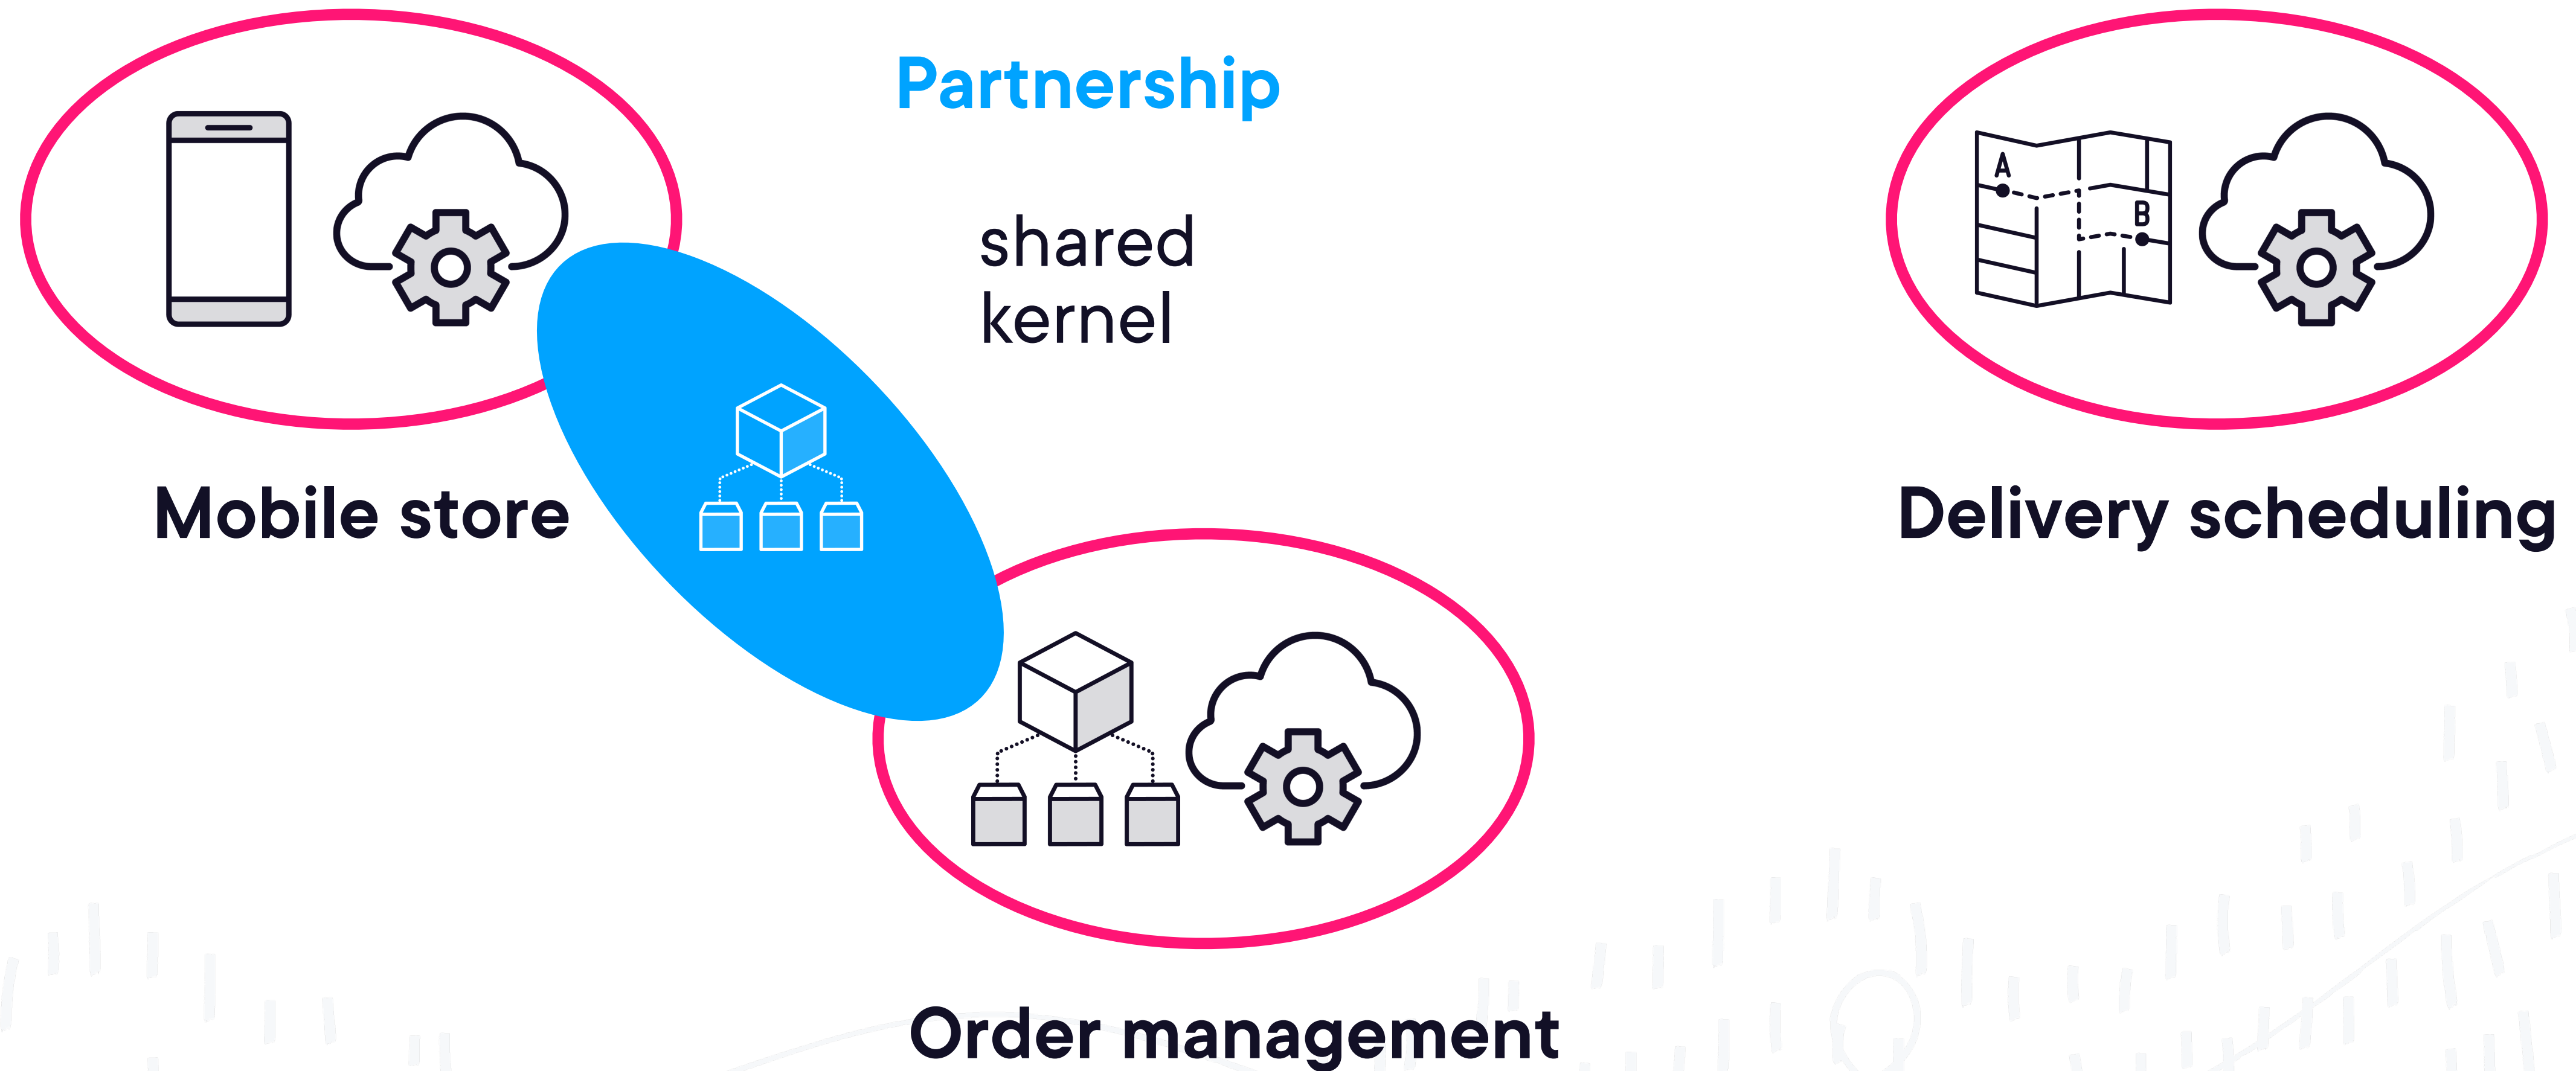 Partnership
shared
kernel
A
B
Mobile store
Delivery scheduling
Order management